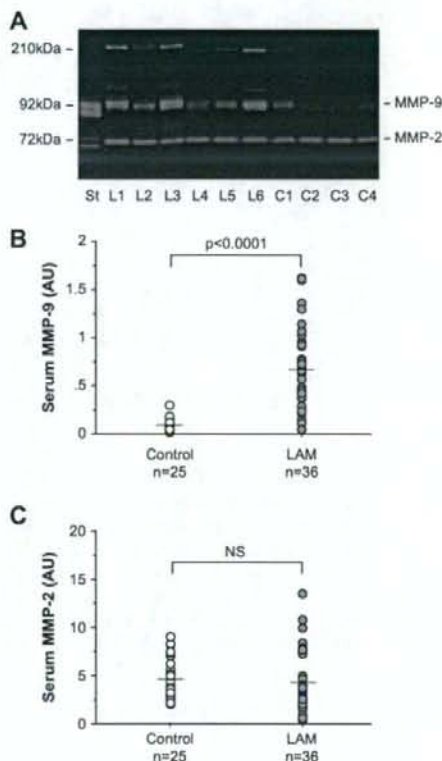 A
210kDa
92kDa
72kDa
MMP-9
MMP-2
St L1 L2 L3 L4 L5 L6 C1 C2 C3 C4
B
p<0.0001
Serum MMP-9 (AU)
2
1.5
1
.5
0
Control
n=25
LAM
n=36
C
NS
Serum MMP-2 (AU)
20
15
10
5
0
Control
n=25
LAM
n=36